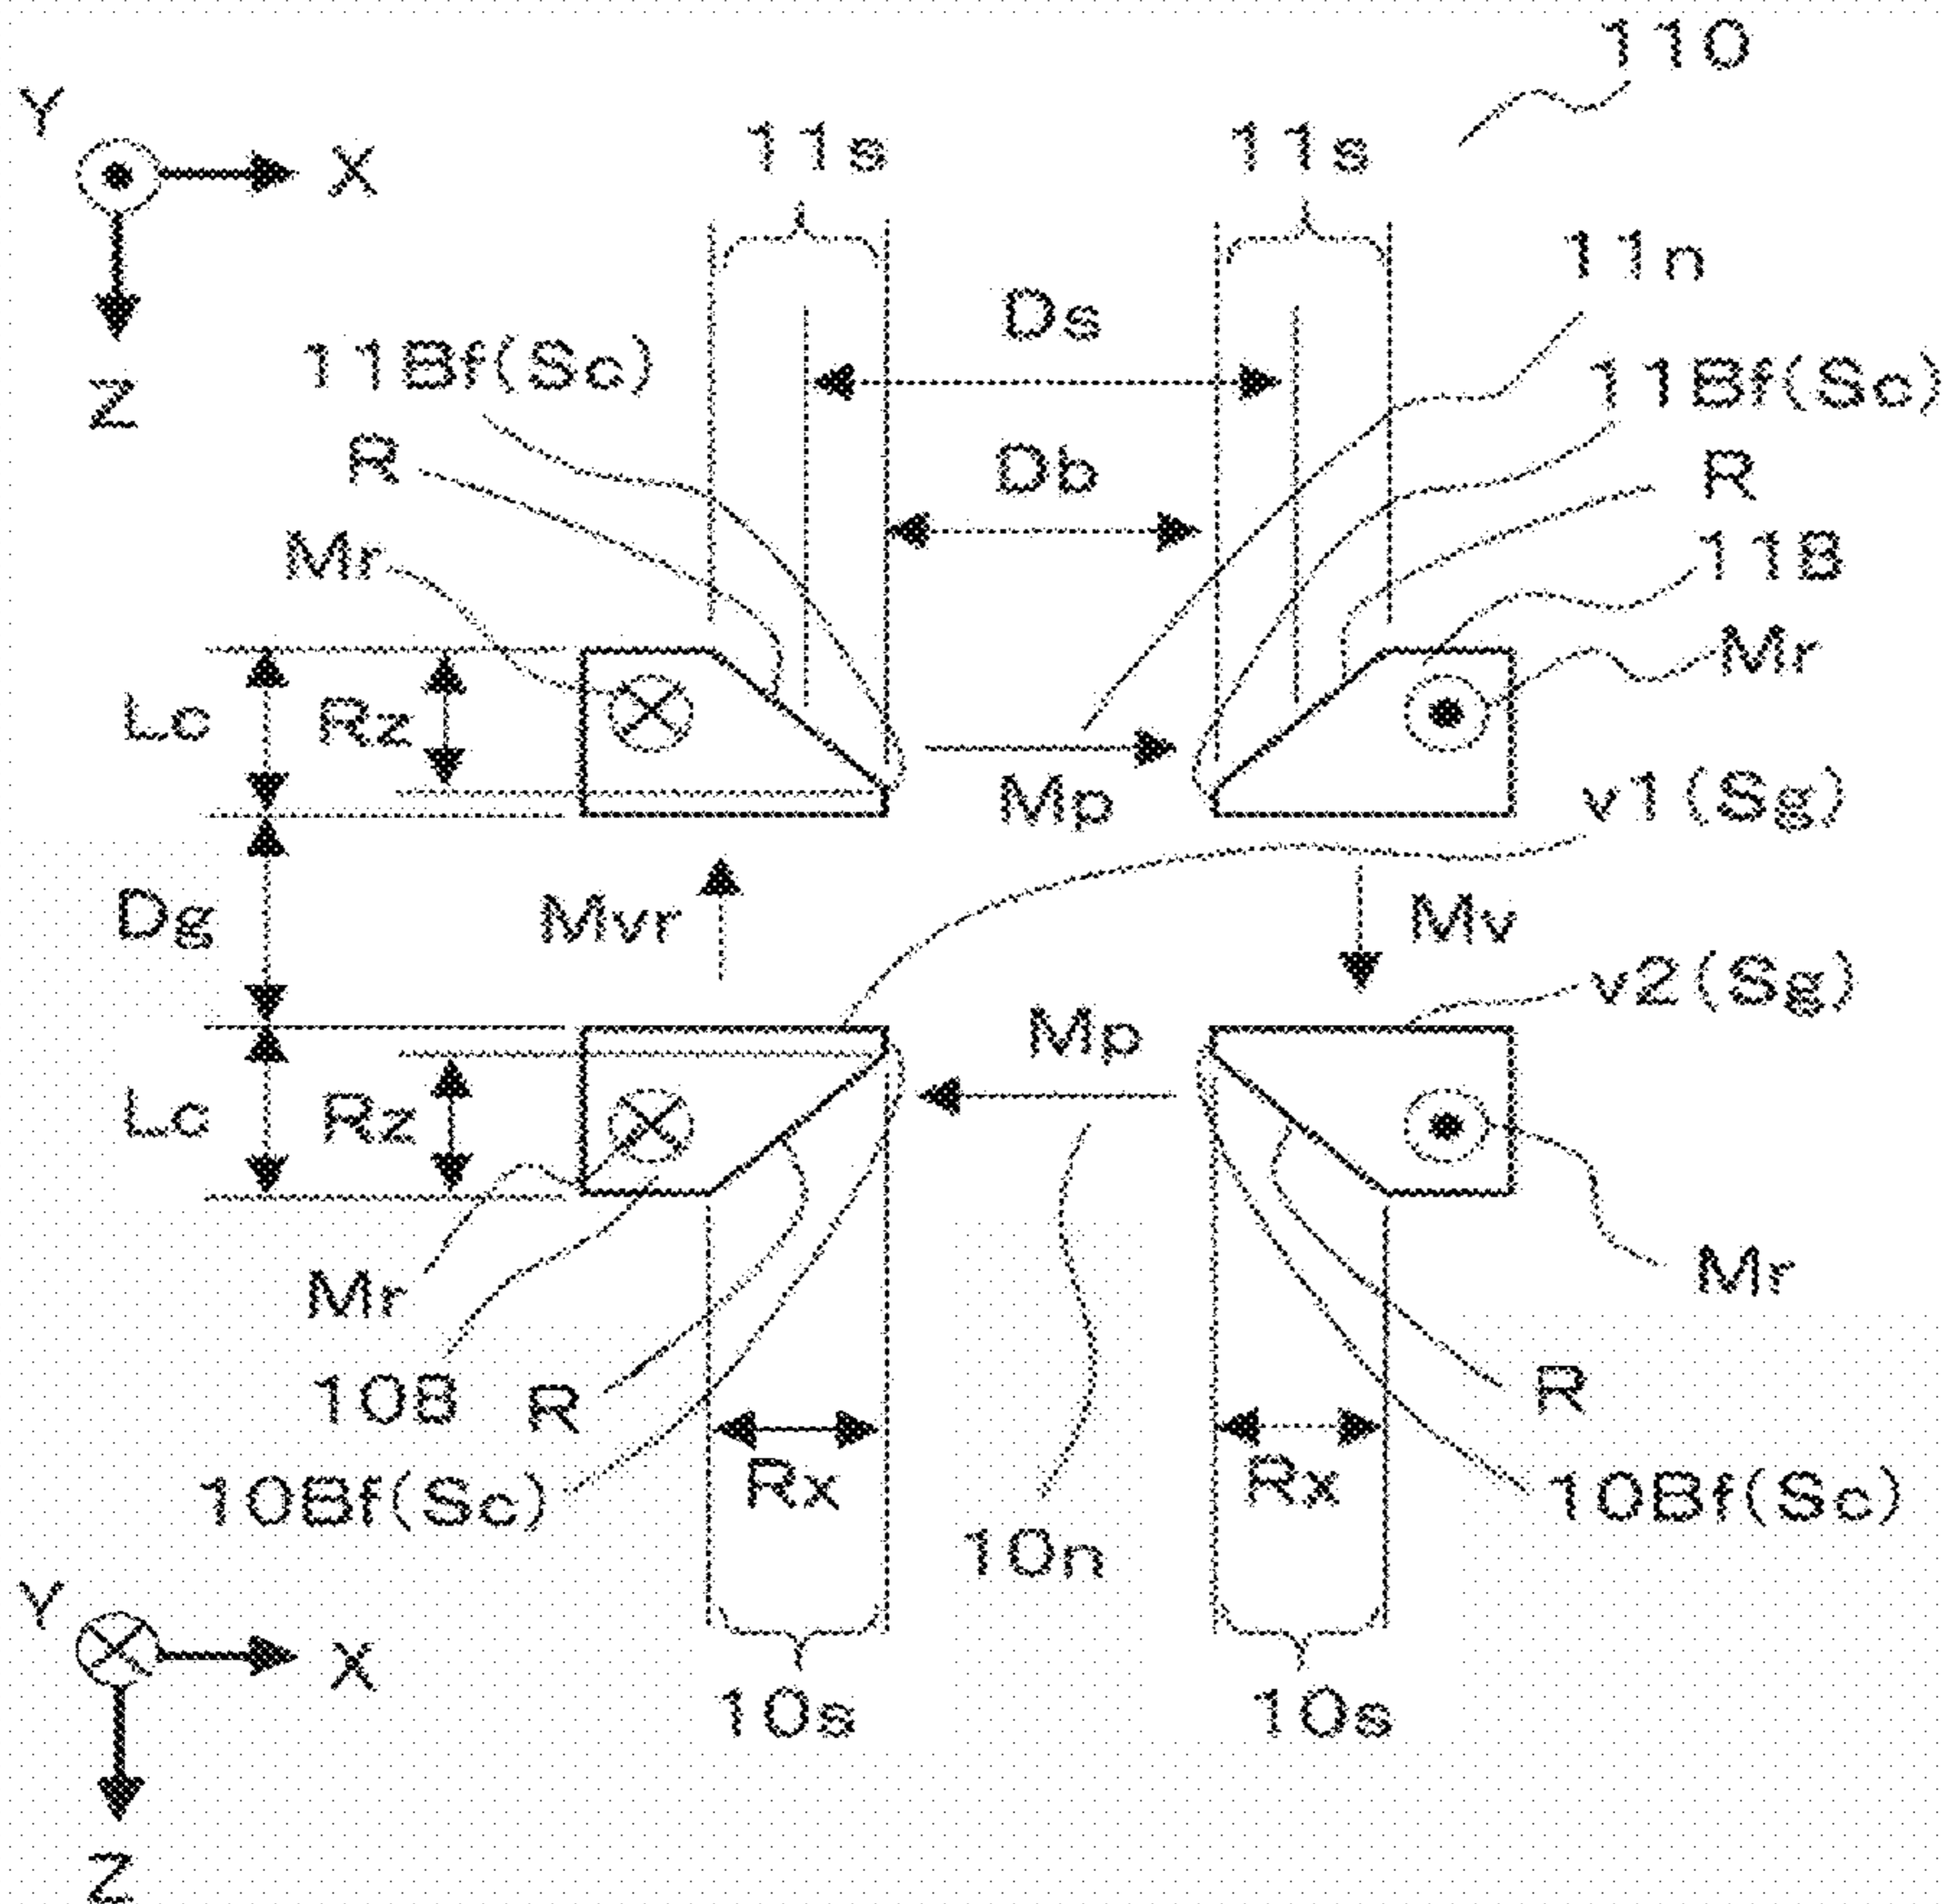 110
Y
11s
11s
X
11n
Ds
11Bf(Sc)
11Bf(Sc)
Z
R
Db
R
Mr
11B
Mr
Lc
Rz
Mp
v1(Sg)
Dg
Mvr
Mv
v2(Sg)
Mp
Lc
Rz
Mr
Mr
10B
R
R
10Bf(Sc)
Rx
Rx
10Bf(Sc)
10n
Y
X
10s
10s
Z